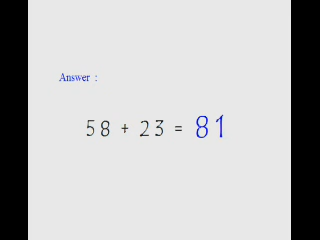 Answer :
58 + 23 = 81